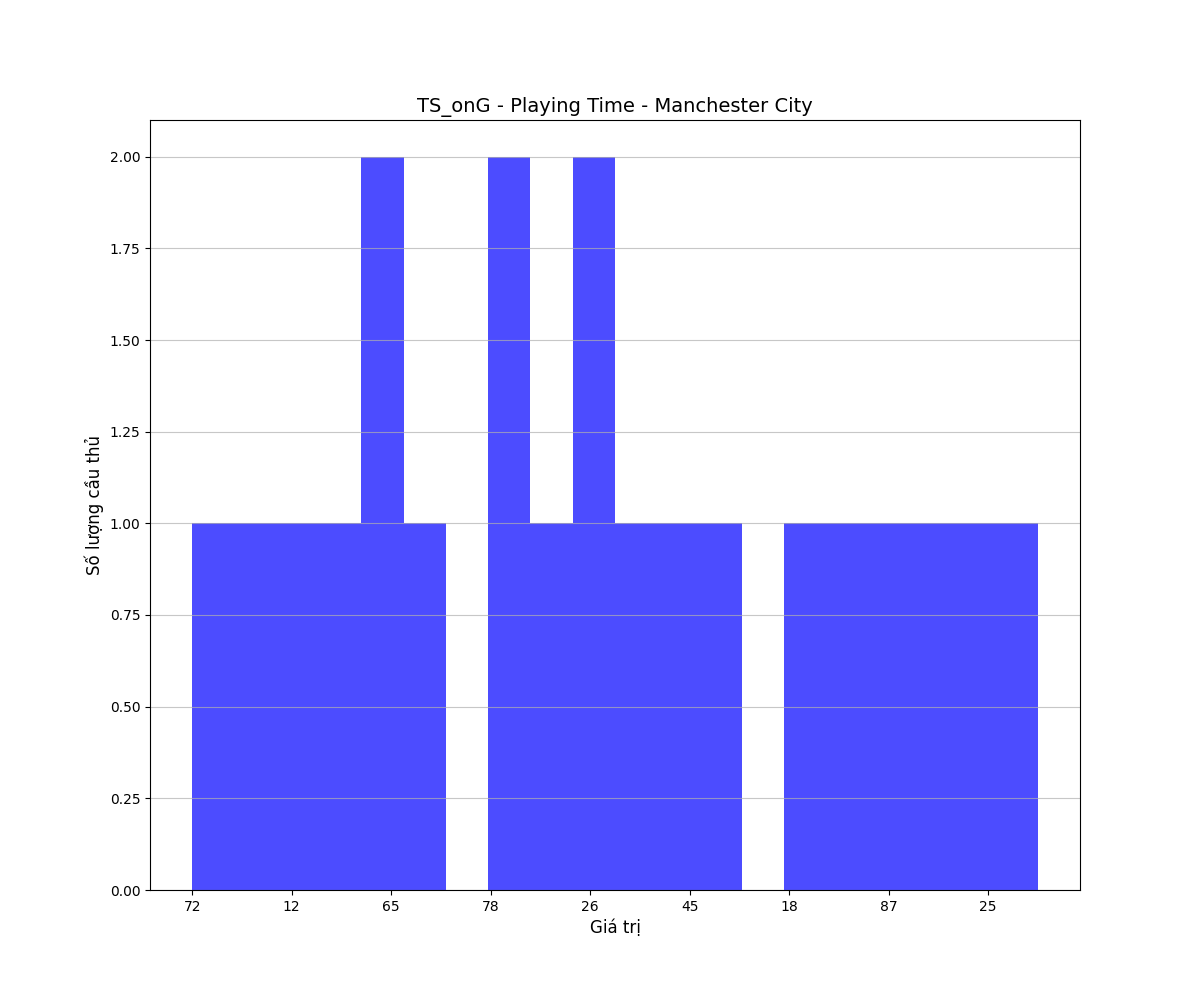 TS_onG - Playing Time - Manchester City
Số lượng cầu thủ
2.00
1.75
1.50
1.25
1.00
0.75
0.50
0.25
0.00
72 12 65 78 26 45 18 87 25
Giá trị